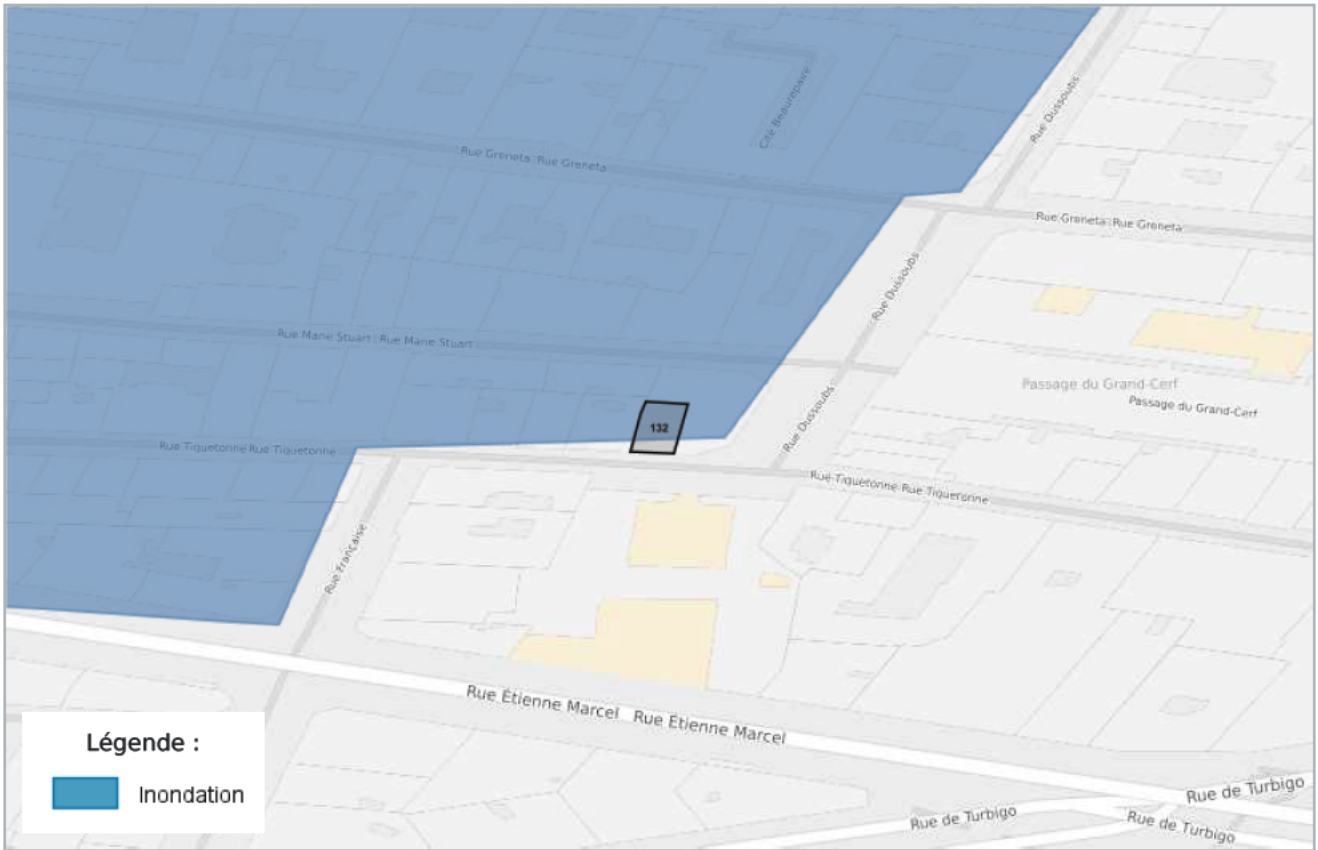 Cité Beaurepaire
Rue Dussoubs
Rue Greneta Rue Greneta
Rue Greneta Rue Greneta
Rue Dussoubs
Rue Marie Stuart Rue Marie Stuart
Passage du Grand-Cerf
Passage du Grand-Cerf
Rue Dussoubs
132
Rue Tiquetonne Rue Tiquetonne
Rue Tiquetonne Rue Tiquetonne
Rue Française
Rue Étienne Marcel Rue Étienne Marcel
Légende :
Inondation
Rue de Turbigo
Rue de Turbigo
Rue de Turbigo